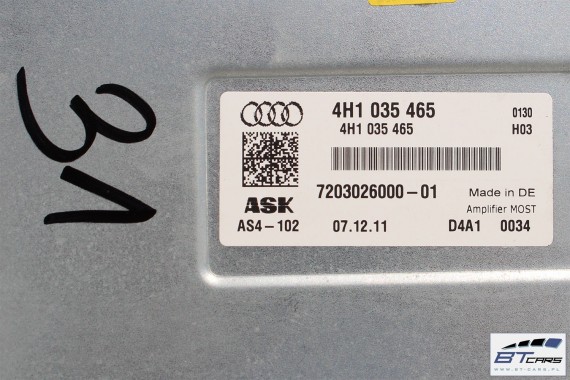 31
4H1 035 465
4H1 035 465
0130
H03
7203026000-01
Made in DE
ASK
Amplifier MOST
AS4-102
07.12.11
D4A1 0034
BT CARS
WWW.BT-CARS.PL